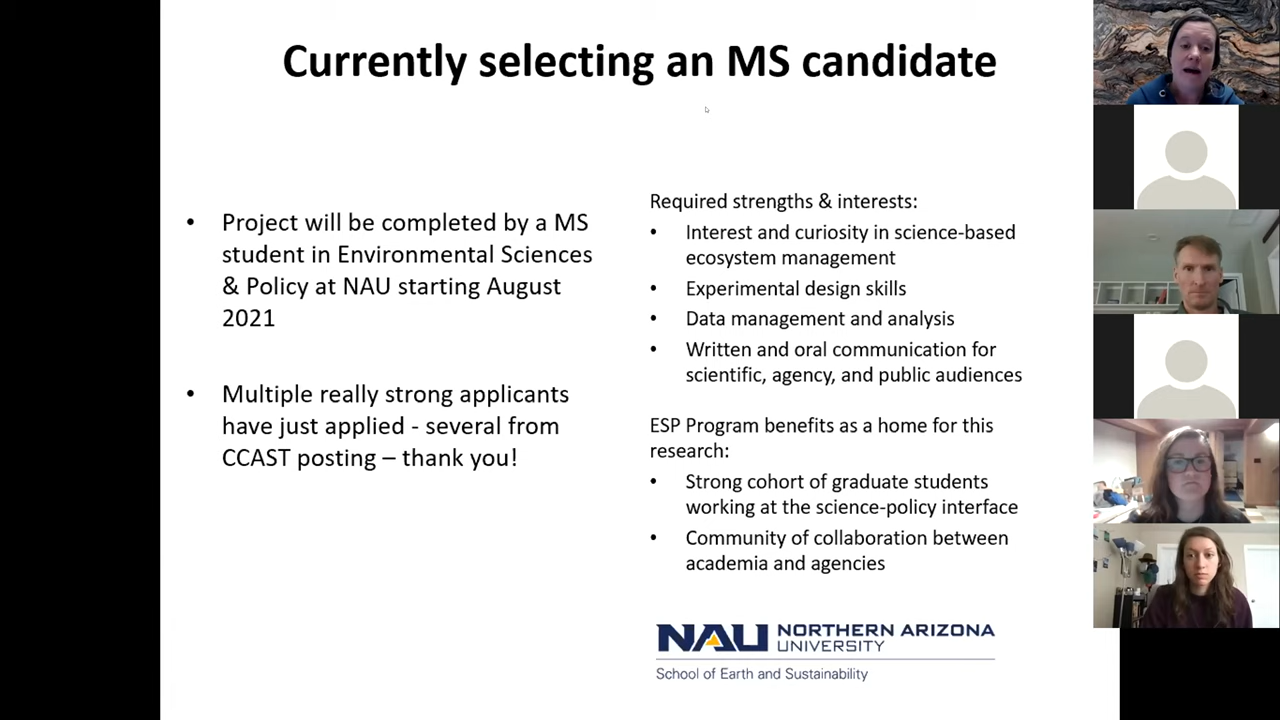 Currently selecting an MS candidate
• Project will be completed by a MS
student in Environmental Sciences
& Policy at NAU starting August
2021
• Multiple really strong applicants
have just applied - several from
CCAST posting – thank you!
Required strengths & interests:
• Interest and curiosity in science-based
ecosystem management
• Experimental design skills
• Data management and analysis
• Written and oral communication for
scientific, agency, and public audiences
ESP Program benefits as a home for this
research:
• Strong cohort of graduate students
working at the science-policy interface
• Community of collaboration between
academia and agencies
NAU NORTHERN ARIZONA
UNIVERSITY
School of Earth and Sustainability